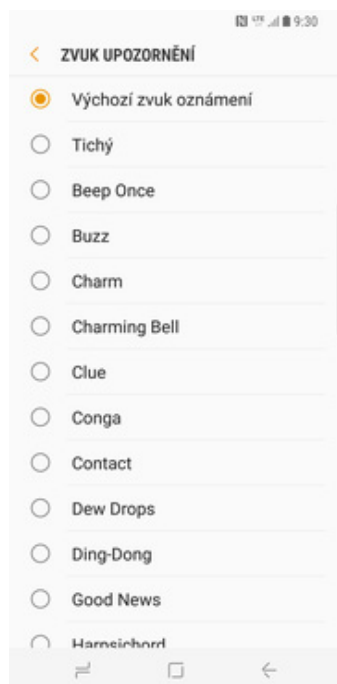 9:30
ZVUK UPOZORNĚNÍ
Výchozí zvuk oznámení
Tichý
Beep Once
Buzz
Charm
Charming Bell
Clue
Conga
Contact
Dew Drops
Ding-Dong
Good News
Harpsichord